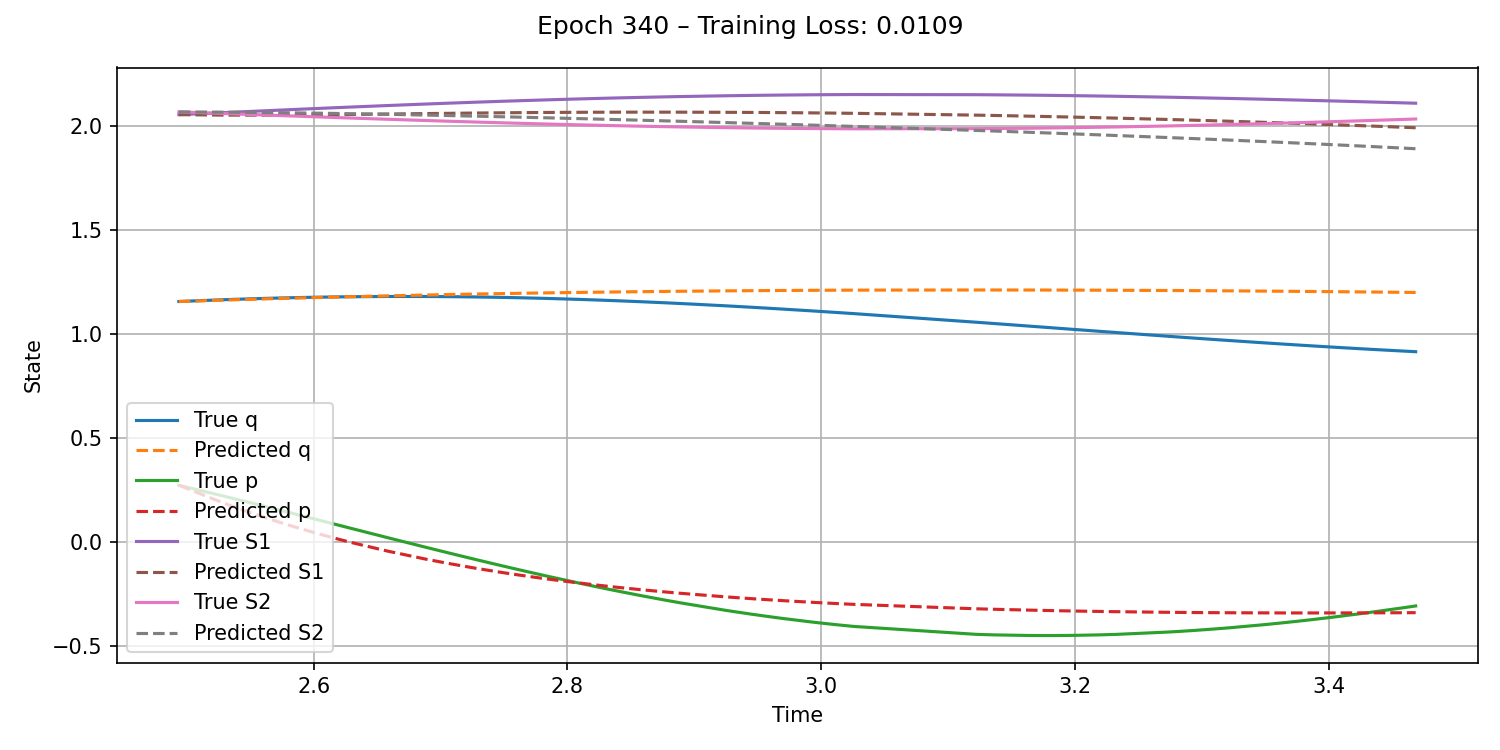 Epoch 340 – Training Loss: 0.0109
State
2.0
1.5
1.0
0.5
0.0
−0.5
True q
Predicted q
True p
Predicted p
True S1
Predicted S1
True S2
Predicted S2
2.6 2.8 3.0 3.2 3.4
Time